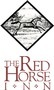 THE RED
HORSE
INN